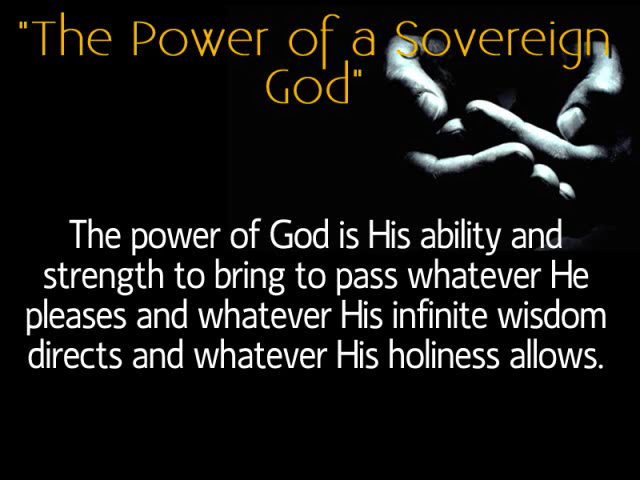 "The Power of a Sovereign
God"
The power of God is His ability and
strength to bring to pass whatever He
pleases and whatever His infinite wisdom
directs and whatever His holiness allows.